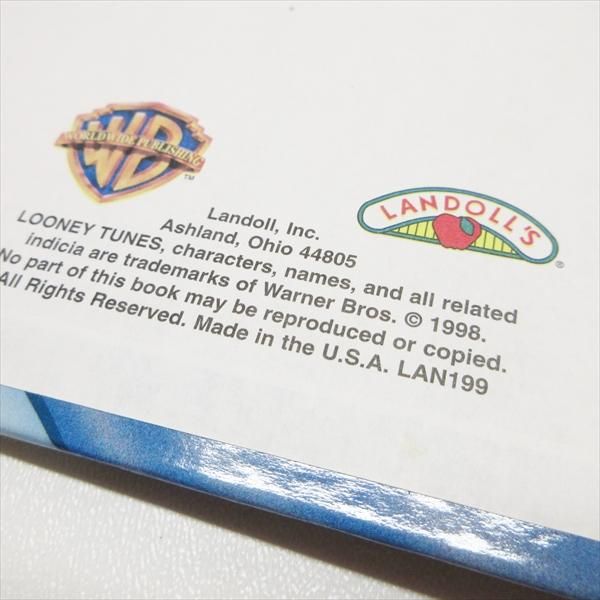 WB
WORLDWIDE PUBLISHING
TM
LANDOLL'S
®
Landoll, Inc.
Ashland, Ohio 44805
LOONEY TUNES, characters, names, and all related
indicia are trademarks of Warner Bros. © 1998.
No part of this book may be reproduced or copied.
All Rights Reserved. Made in the U.S.A. LAN199